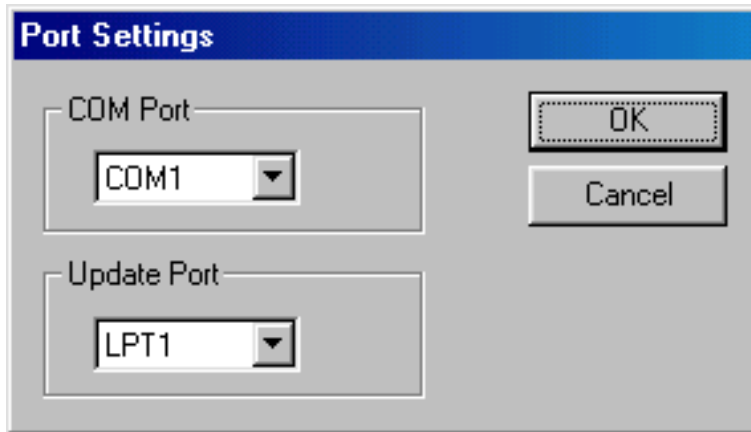 Port Settings
COM Port
COM1
OK
Cancel
Update Port
LPT1